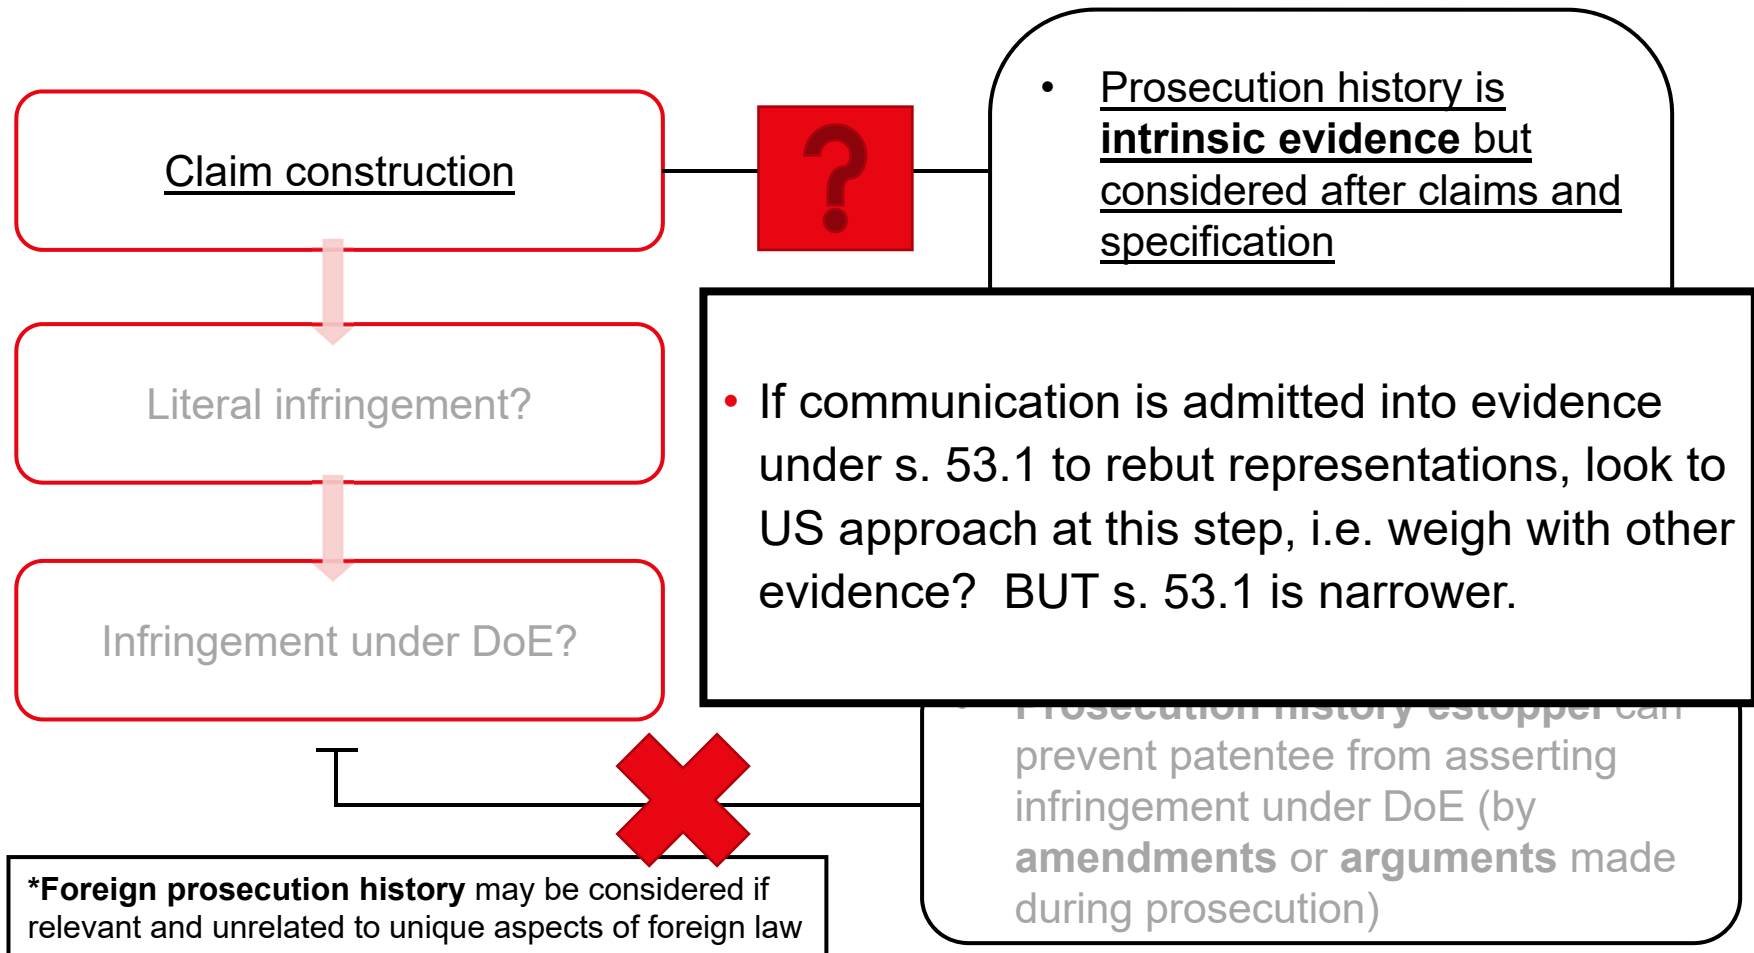 Claim construction
• Prosecution history is
intrinsic evidence but
considered after claims and
specification
Literal infringement?
Infringement under DoE?
• If communication is admitted into evidence
under s. 53.1 to rebut representations, look to
US approach at this step, i.e. weigh with other
evidence?  BUT s. 53.1 is narrower.
Prosecution history estoppel can
prevent patentee from asserting
infringement under DoE (by
amendments or arguments made
during prosecution)
*Foreign prosecution history may be considered if
relevant and unrelated to unique aspects of foreign law